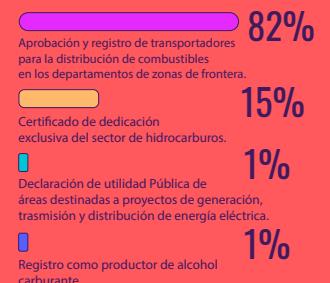 82%
Aprobación y registro de transportadores
para la distribución de combustibles
en los departamentos de zonas de frontera.
15%
Certificado de dedicación
exclusiva del sector de hidrocarburos.
1%
Declaración de utilidad Pública de
áreas destinadas a proyectos de generación,
trasmisión y distribución de energía eléctrica.
1%
Registro como productor de alcohol
carburante